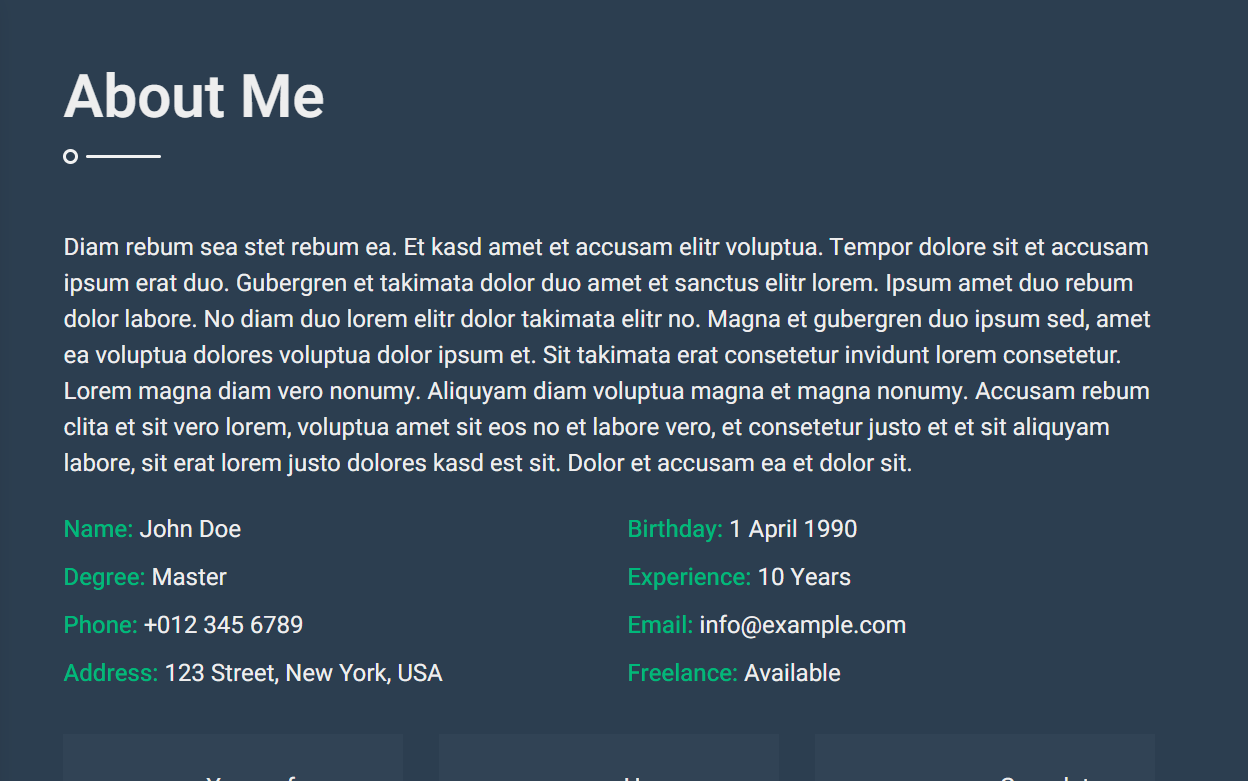 About Me
Diam rebum sea stet rebum ea. Et kasd amet et accusam elitr voluptua. Tempor dolore sit et accusam
ipsum erat duo. Gubergren et takimata dolor duo amet et sanctus elitr lorem. Ipsum amet duo rebum
dolor labore. No diam duo lorem elitr dolor takimata elitr no. Magna et gubergren duo ipsum sed, amet
ea voluptua dolores voluptua dolor ipsum et. Sit takimata erat consetetur invidunt lorem consetetur.
Lorem magna diam vero nonumy. Aliquyam diam voluptua magna et magna nonumy. Accusam rebum
clita et sit vero lorem, voluptua amet sit eos no et labore vero, et consetetur justo et et sit aliquyam
labore, sit erat lorem justo dolores kasd est sit. Dolor et accusam ea et dolor sit.
Name: John Doe
Birthday: 1 April 1990
Degree: Master
Experience: 10 Years
Phone: +012 345 6789
Email: info@example.com
Address: 123 Street, New York, USA
Freelance: Available